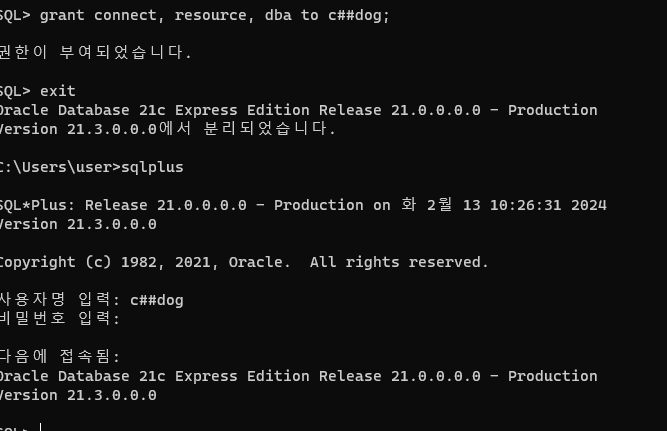 SQL> grant connect, resource, dba to c##dog;
권한이 부여되었습니다.
SQL> exit
Oracle Database 21c Express Edition Release 21.0.0.0.0 - Production
Version 21.3.0.0.0에서 분리되었습니다.
C:\Users\user>sqlplus
SQL*Plus: Release 21.0.0.0.0 - Production on 화 2월 13 10:26:31 2024
Version 21.3.0.0.0
Copyright (c) 1982, 2021, Oracle.  All rights reserved.
사용자명 입력: c##dog
비밀번호 입력:
다음에 접속됨:
Oracle Database 21c Express Edition Release 21.0.0.0.0 - Production
Version 21.3.0.0.0
SQL>